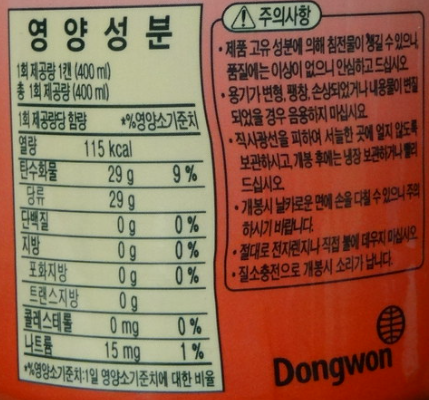 영양성분
1회 제공량 1캔 (400 ml)
총 1회 제공량 (400 ml)
1회 제공량당 함량 *%영양소기준치
열량 115 kcal
탄수화물 29 g 9 %
당류 29 g
단백질 0 g 0 %
지방 0 g 0 %
포화지방 0 g 0 %
트랜스지방 0 g
콜레스테롤 0 mg 0 %
나트륨 15 mg 1 %
*%영양소기준치:1일 영양소기준치에 대한 비율
주의사항
• 제품 고유 성분에 의해 침전물이 생길 수 있으나,
품질에는 이상이 없으니 안심하고 드십시오
• 용기가 변형, 팽창, 손상되었거나 내용물이 변질
되었을 경우 음용하지 마십시요
• 직사광선을 피하여 서늘한 곳에 얼지 않도록
보관하시고, 개봉 후에는 냉장 보관하거나 빨리
드십시오
• 개봉시 날카로운 면에 손을 다칠 수 있으니 주의
하시기 바랍니다.
• 절대로 전자렌지나 직접 불에 데우지 마십시오
• 질소충전으로 개봉시 소리가 납니다.
Dongwon